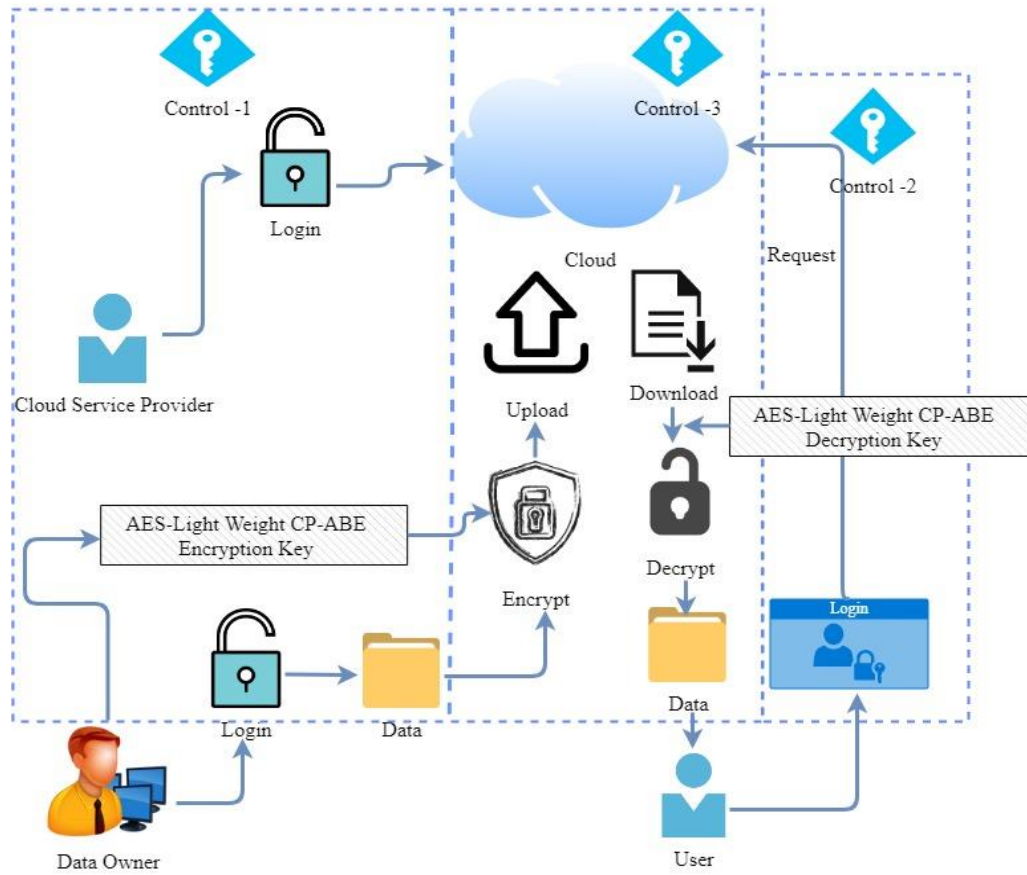 Control -1
Control -3
Control -2
Login
Cloud
Request
Cloud Service Provider
Upload
Download
AES-Light Weight CP-ABE
Decryption Key
AES-Light Weight CP-ABE
Encryption Key
Encrypt
Decrypt
Login
Login
Data
Data
Data Owner
User